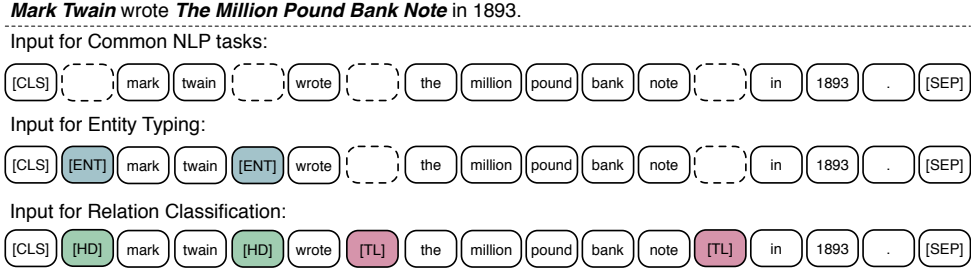 Mark Twain wrote The Million Pound Bank Note in 1893.
Input for Common NLP tasks:
[CLS] mark twain wrote the million pound bank note in 1893 . [SEP]
Input for Entity Typing:
[CLS] [ENT] mark twain [ENT] wrote the million pound bank note in 1893 . [SEP]
Input for Relation Classification:
[CLS] [HD] mark twain [HD] wrote [TL] the million pound bank note [TL] in 1893 . [SEP]